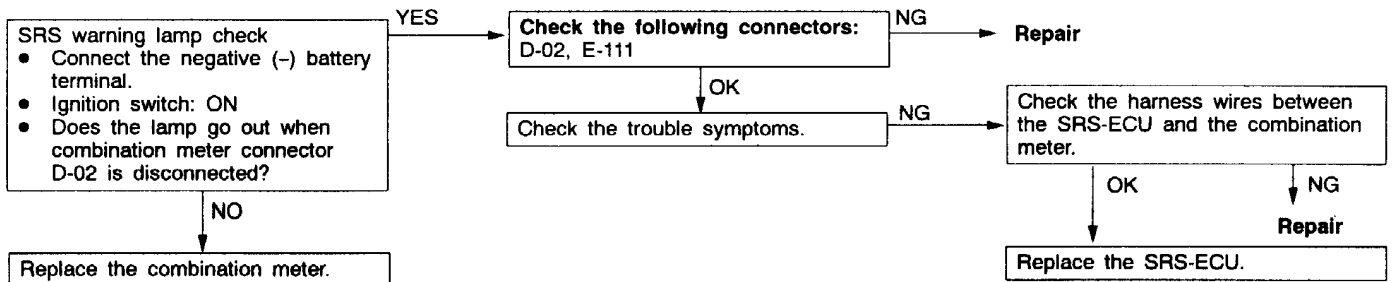 SRS warning lamp check
● Connect the negative (–) battery
terminal.
● Ignition switch: ON
● Does the lamp go out when
combination meter connector
D-02 is disconnected?
YES
Check the following connectors:
D-02, E-111
NG
Repair
OK
Check the trouble symptoms.
NG
Check the harness wires between
the SRS-ECU and the combination
meter.
OK
NG
Repair
Replace the SRS-ECU.
NO
Replace the combination meter.